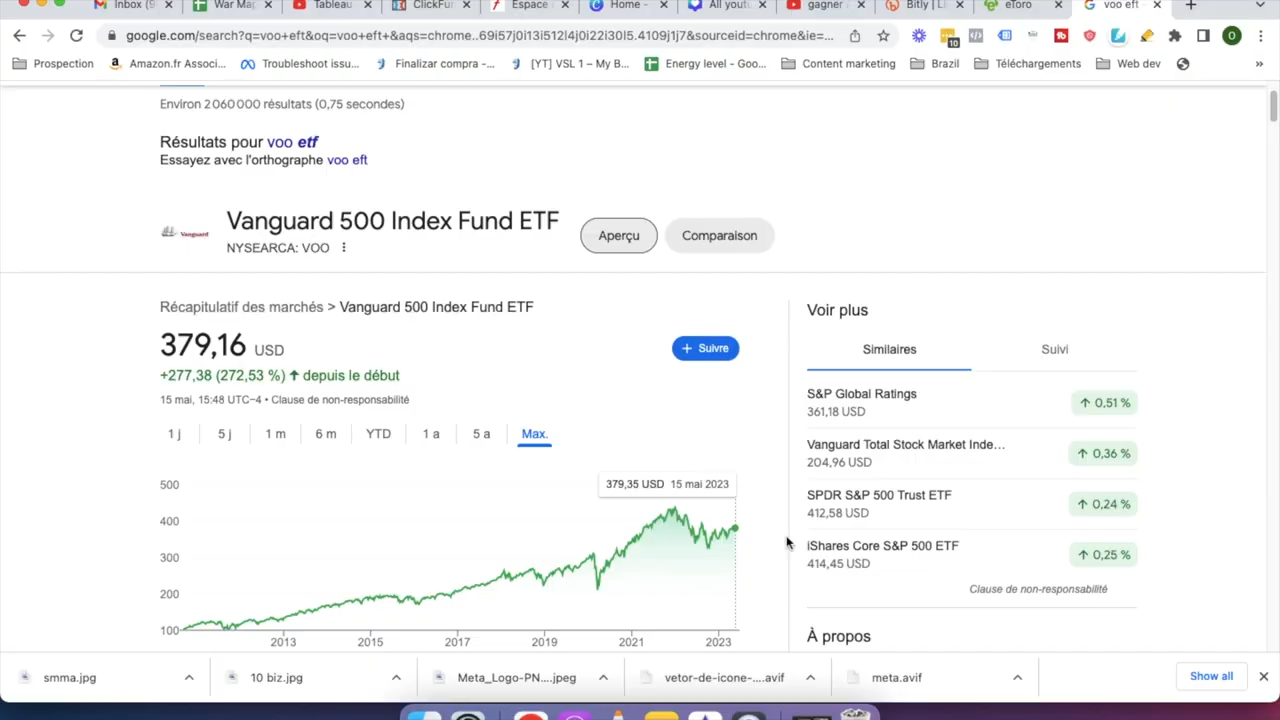 Inbox (9
War Map
Tableau
ClickFun
Espace
Home -
All yout
gagner
Bitly | Li
eToro
voo eft -
google.com/search?q=voo+eft&oq=voo+eft+&aqs=chrome..69i57j0i13i512l4j0i22i30l5.4109j1j7&sourceid=chrome&ie=...
10
O
Prospection
Amazon.fr Associ...
Troubleshoot issu...
Finalizar compra -...
[YT] VSL 1 – My B...
Energy level - Goo...
Content marketing
Brazil
Téléchargements
Web dev
»
Environ 2 060 000 résultats (0,75 secondes)
Résultats pour voo etf
Essayez avec l'orthographe voo eft
Vanguard
Vanguard 500 Index Fund ETF
NYSEARCA: VOO
Aperçu
Comparaison
Récapitulatif des marchés > Vanguard 500 Index Fund ETF
379,16 USD
+ Suivre
+277,38 (272,53 %) ↑ depuis le début
15 mai, 15:48 UTC−4 • Clause de non-responsabilité
1 j
5 j
1 m
6 m
YTD
1 a
5 a
Max.
379,35 USD 15 mai 2023
500
400
300
200
100
2013
2015
2017
2019
2021
2023
Voir plus
Similaires
Suivi
S&P Global Ratings
361,18 USD
↑ 0,51 %
Vanguard Total Stock Market Inde...
204,96 USD
↑ 0,36 %
SPDR S&P 500 Trust ETF
412,58 USD
↑ 0,24 %
iShares Core S&P 500 ETF
414,45 USD
↑ 0,25 %
Clause de non-responsabilité
À propos
smma.jpg
10 biz.jpg
Meta_Logo-PN....jpeg
vetor-de-icone-....avif
meta.avif
Show all